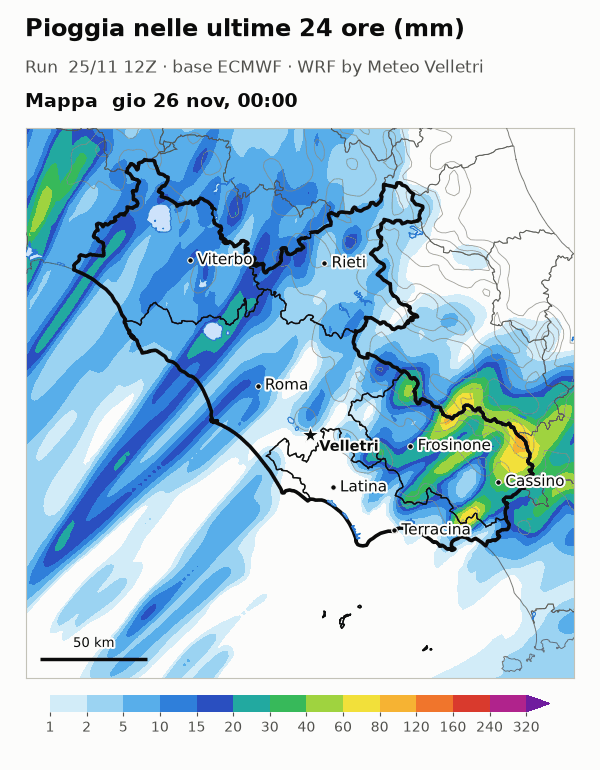 Pioggia nelle ultime 24 ore (mm)
Run  25/11 12Z · base ECMWF · WRF by Meteo Velletri
Mappa  gio 26 nov, 00:00
Viterbo
Rieti
Roma
Velletri
Frosinone
Cassino
Latina
Terracina
50 km
1 2 5 10 15 20 30 40 60 80 120 160 240 320